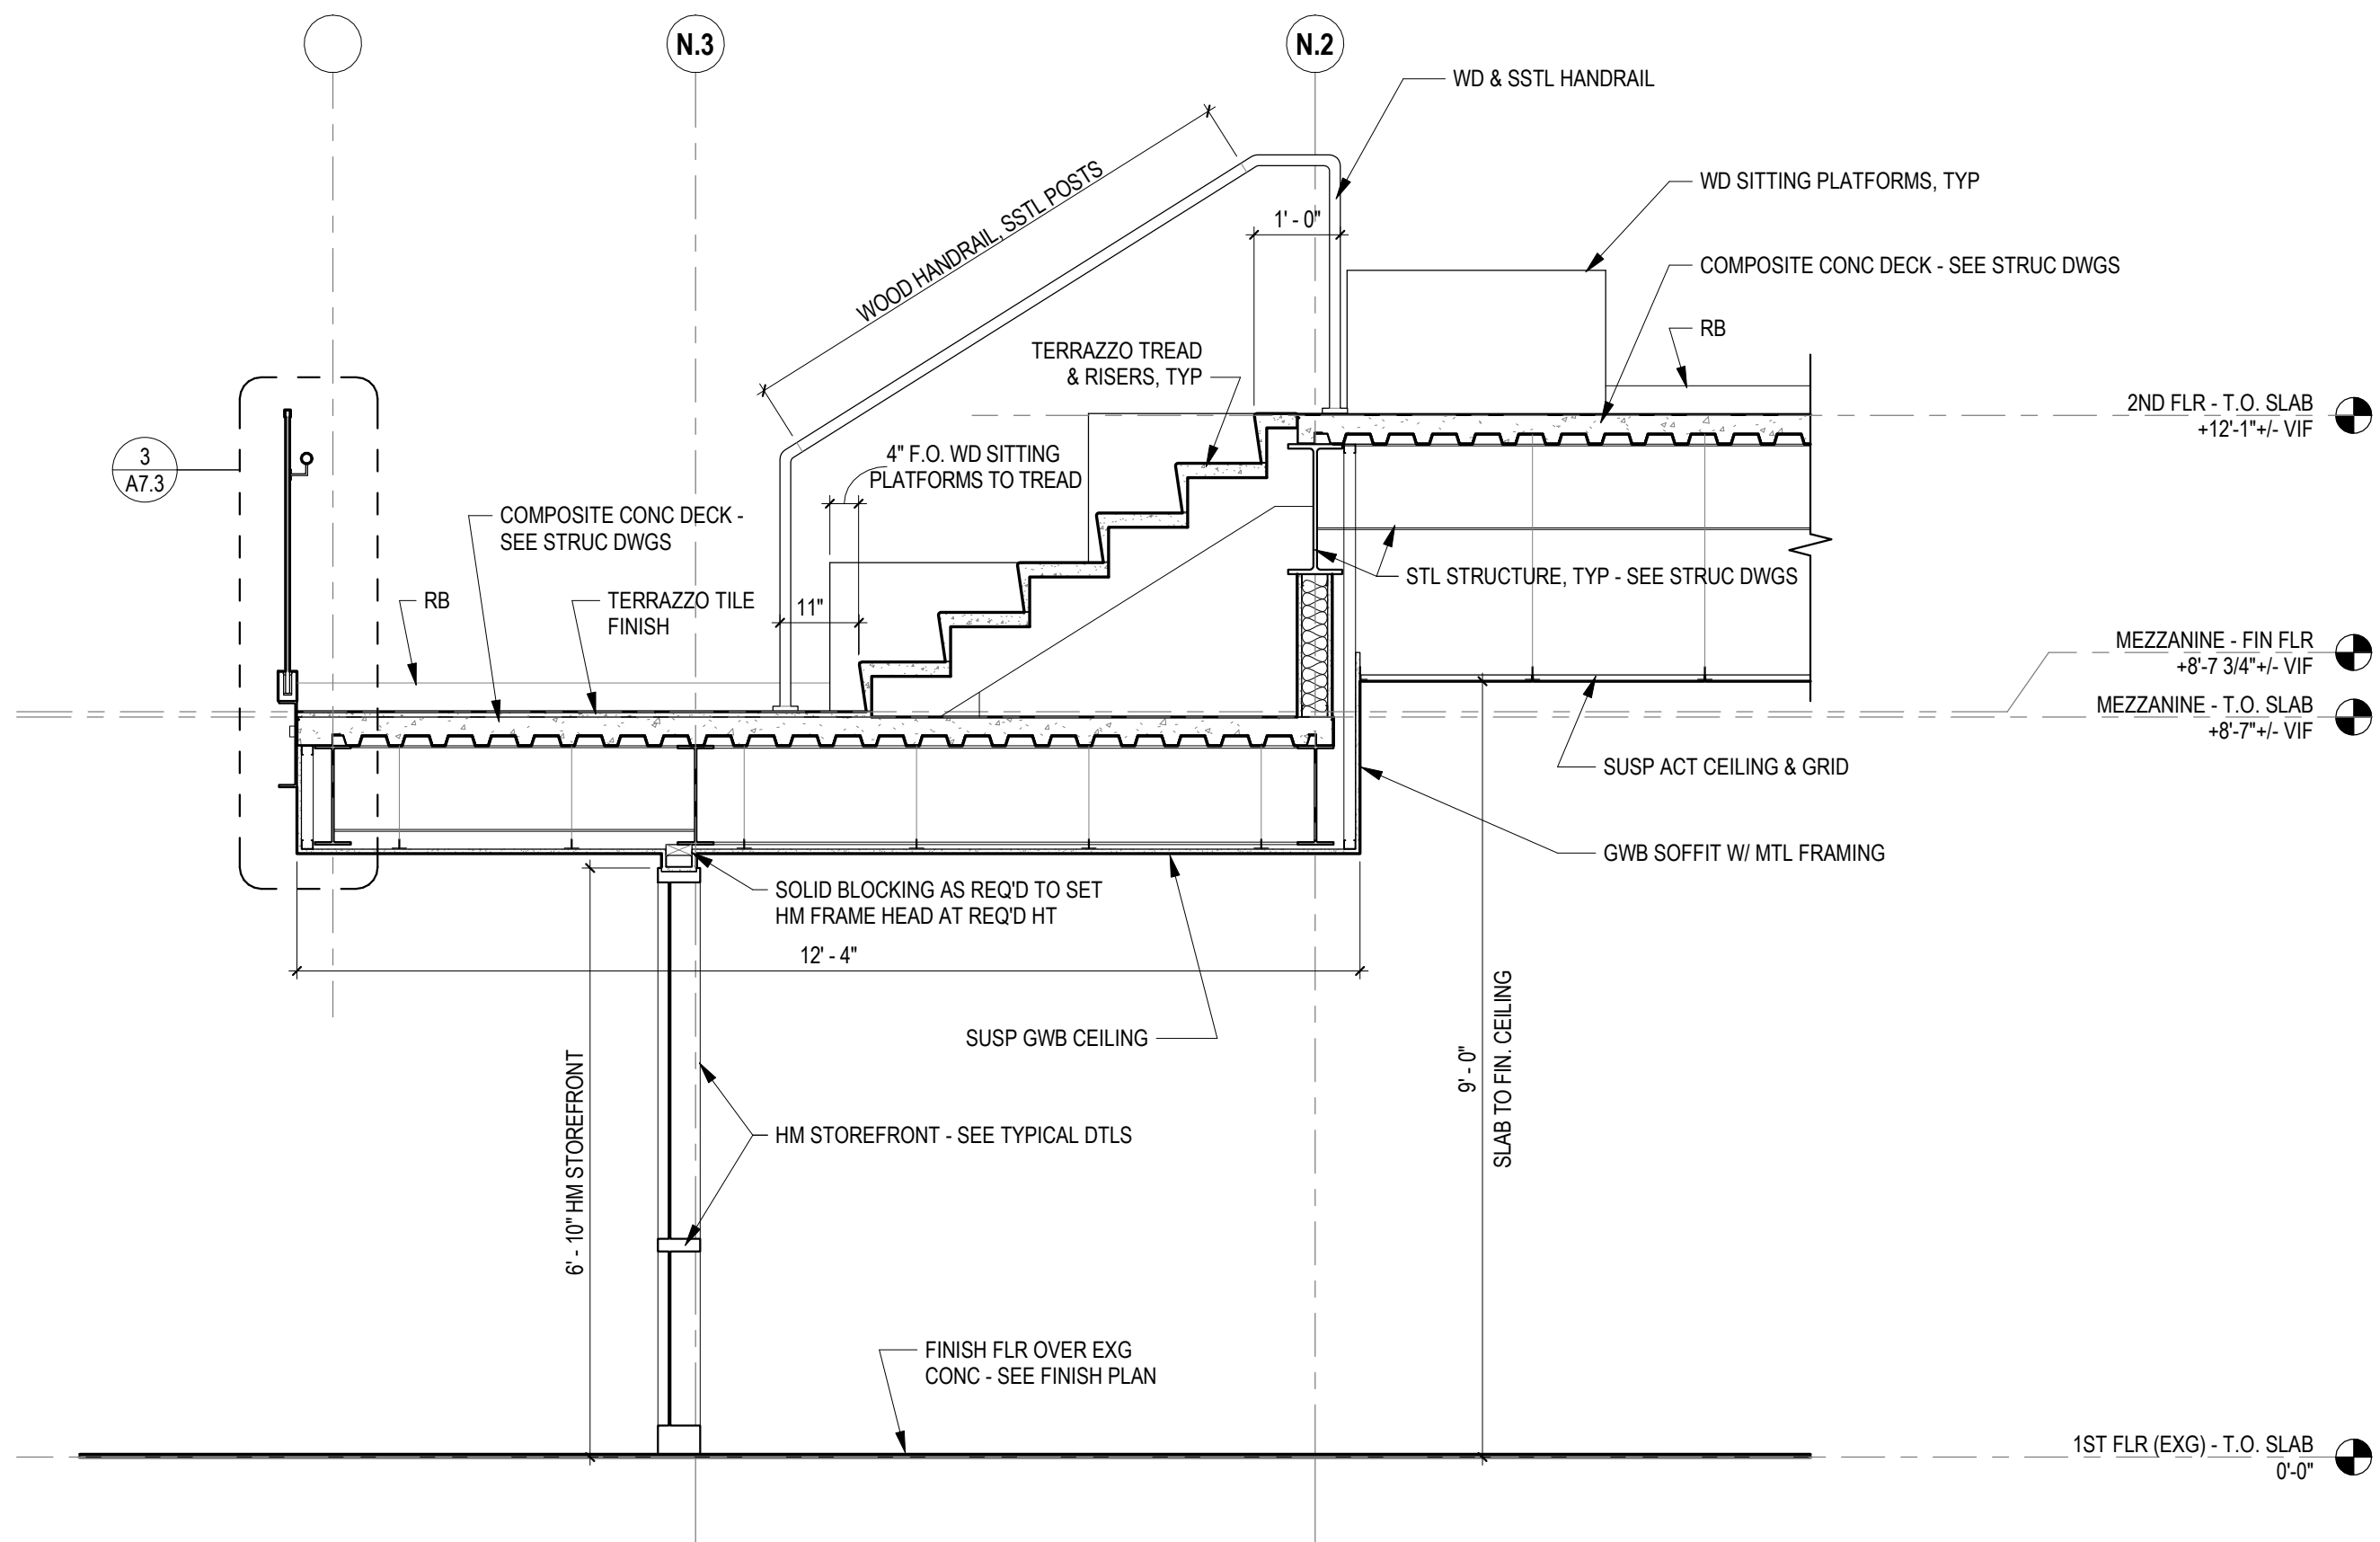 N.3
N.2
WD & SSTL HANDRAIL
WOOD HANDRAIL, SSTL POSTS
WD SITTING PLATFORMS, TYP
1' - 0"
COMPOSITE CONC DECK - SEE STRUC DWGS
RB
TERRAZZO TREAD
& RISERS, TYP
2ND FLR - T.O. SLAB
+12'-1"+/- VIF
3
A7.3
4" F.O. WD SITTING
PLATFORMS TO TREAD
COMPOSITE CONC DECK -
SEE STRUC DWGS
STL STRUCTURE, TYP - SEE STRUC DWGS
RB
TERRAZZO TILE
FINISH
11"
MEZZANINE - FIN FLR
+8'-7 3/4"+/- VIF
MEZZANINE - T.O. SLAB
+8'-7"+/- VIF
SUSP ACT CEILING & GRID
GWB SOFFIT W/ MTL FRAMING
SOLID BLOCKING AS REQ'D TO SET
HM FRAME HEAD AT REQ'D HT
12' - 4"
SUSP GWB CEILING
9' - 0"
SLAB TO FIN. CEILING
6' - 10" HM STOREFRONT
HM STOREFRONT - SEE TYPICAL DTLS
FINISH FLR OVER EXG
CONC - SEE FINISH PLAN
1ST FLR (EXG) - T.O. SLAB
0'-0"